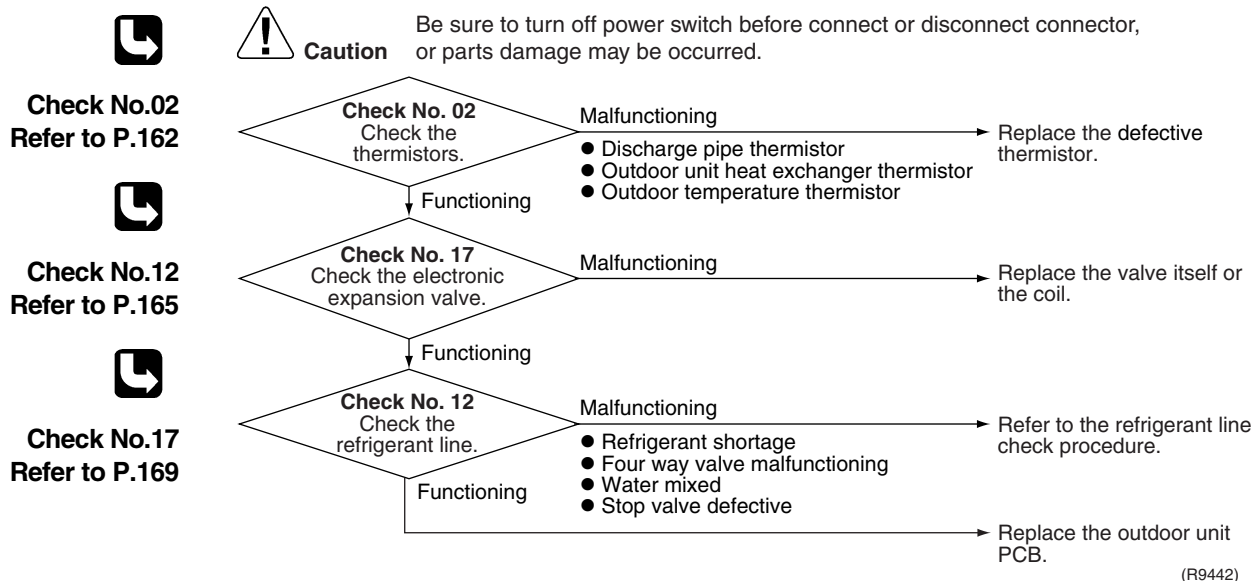 Be sure to turn off power switch before connect or disconnect connector,
Caution or parts damage may be occurred.
Check No.02
Refer to P.162
Check No. 02
Check the
thermistors.
Malfunctioning
● Discharge pipe thermistor
● Outdoor unit heat exchanger thermistor
● Outdoor temperature thermistor
Replace the defective
thermistor.
Functioning
Check No.12
Refer to P.165
Check No. 17
Check the electronic
expansion valve.
Malfunctioning
Replace the valve itself or
the coil.
Functioning
Check No.17
Refer to P.169
Check No. 12
Check the
refrigerant line.
Malfunctioning
● Refrigerant shortage
● Four way valve malfunctioning
● Water mixed
● Stop valve defective
Refer to the refrigerant line
check procedure.
Functioning
Replace the outdoor unit
PCB.
(R9442)